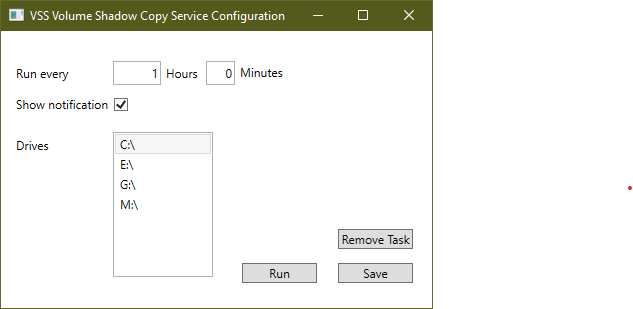 VSS Volume Shadow Copy Service Configuration
Run every 1 Hours 0 Minutes
Show notification
Drives
C:\
E:\
G:\
M:\
Remove Task
Run Save